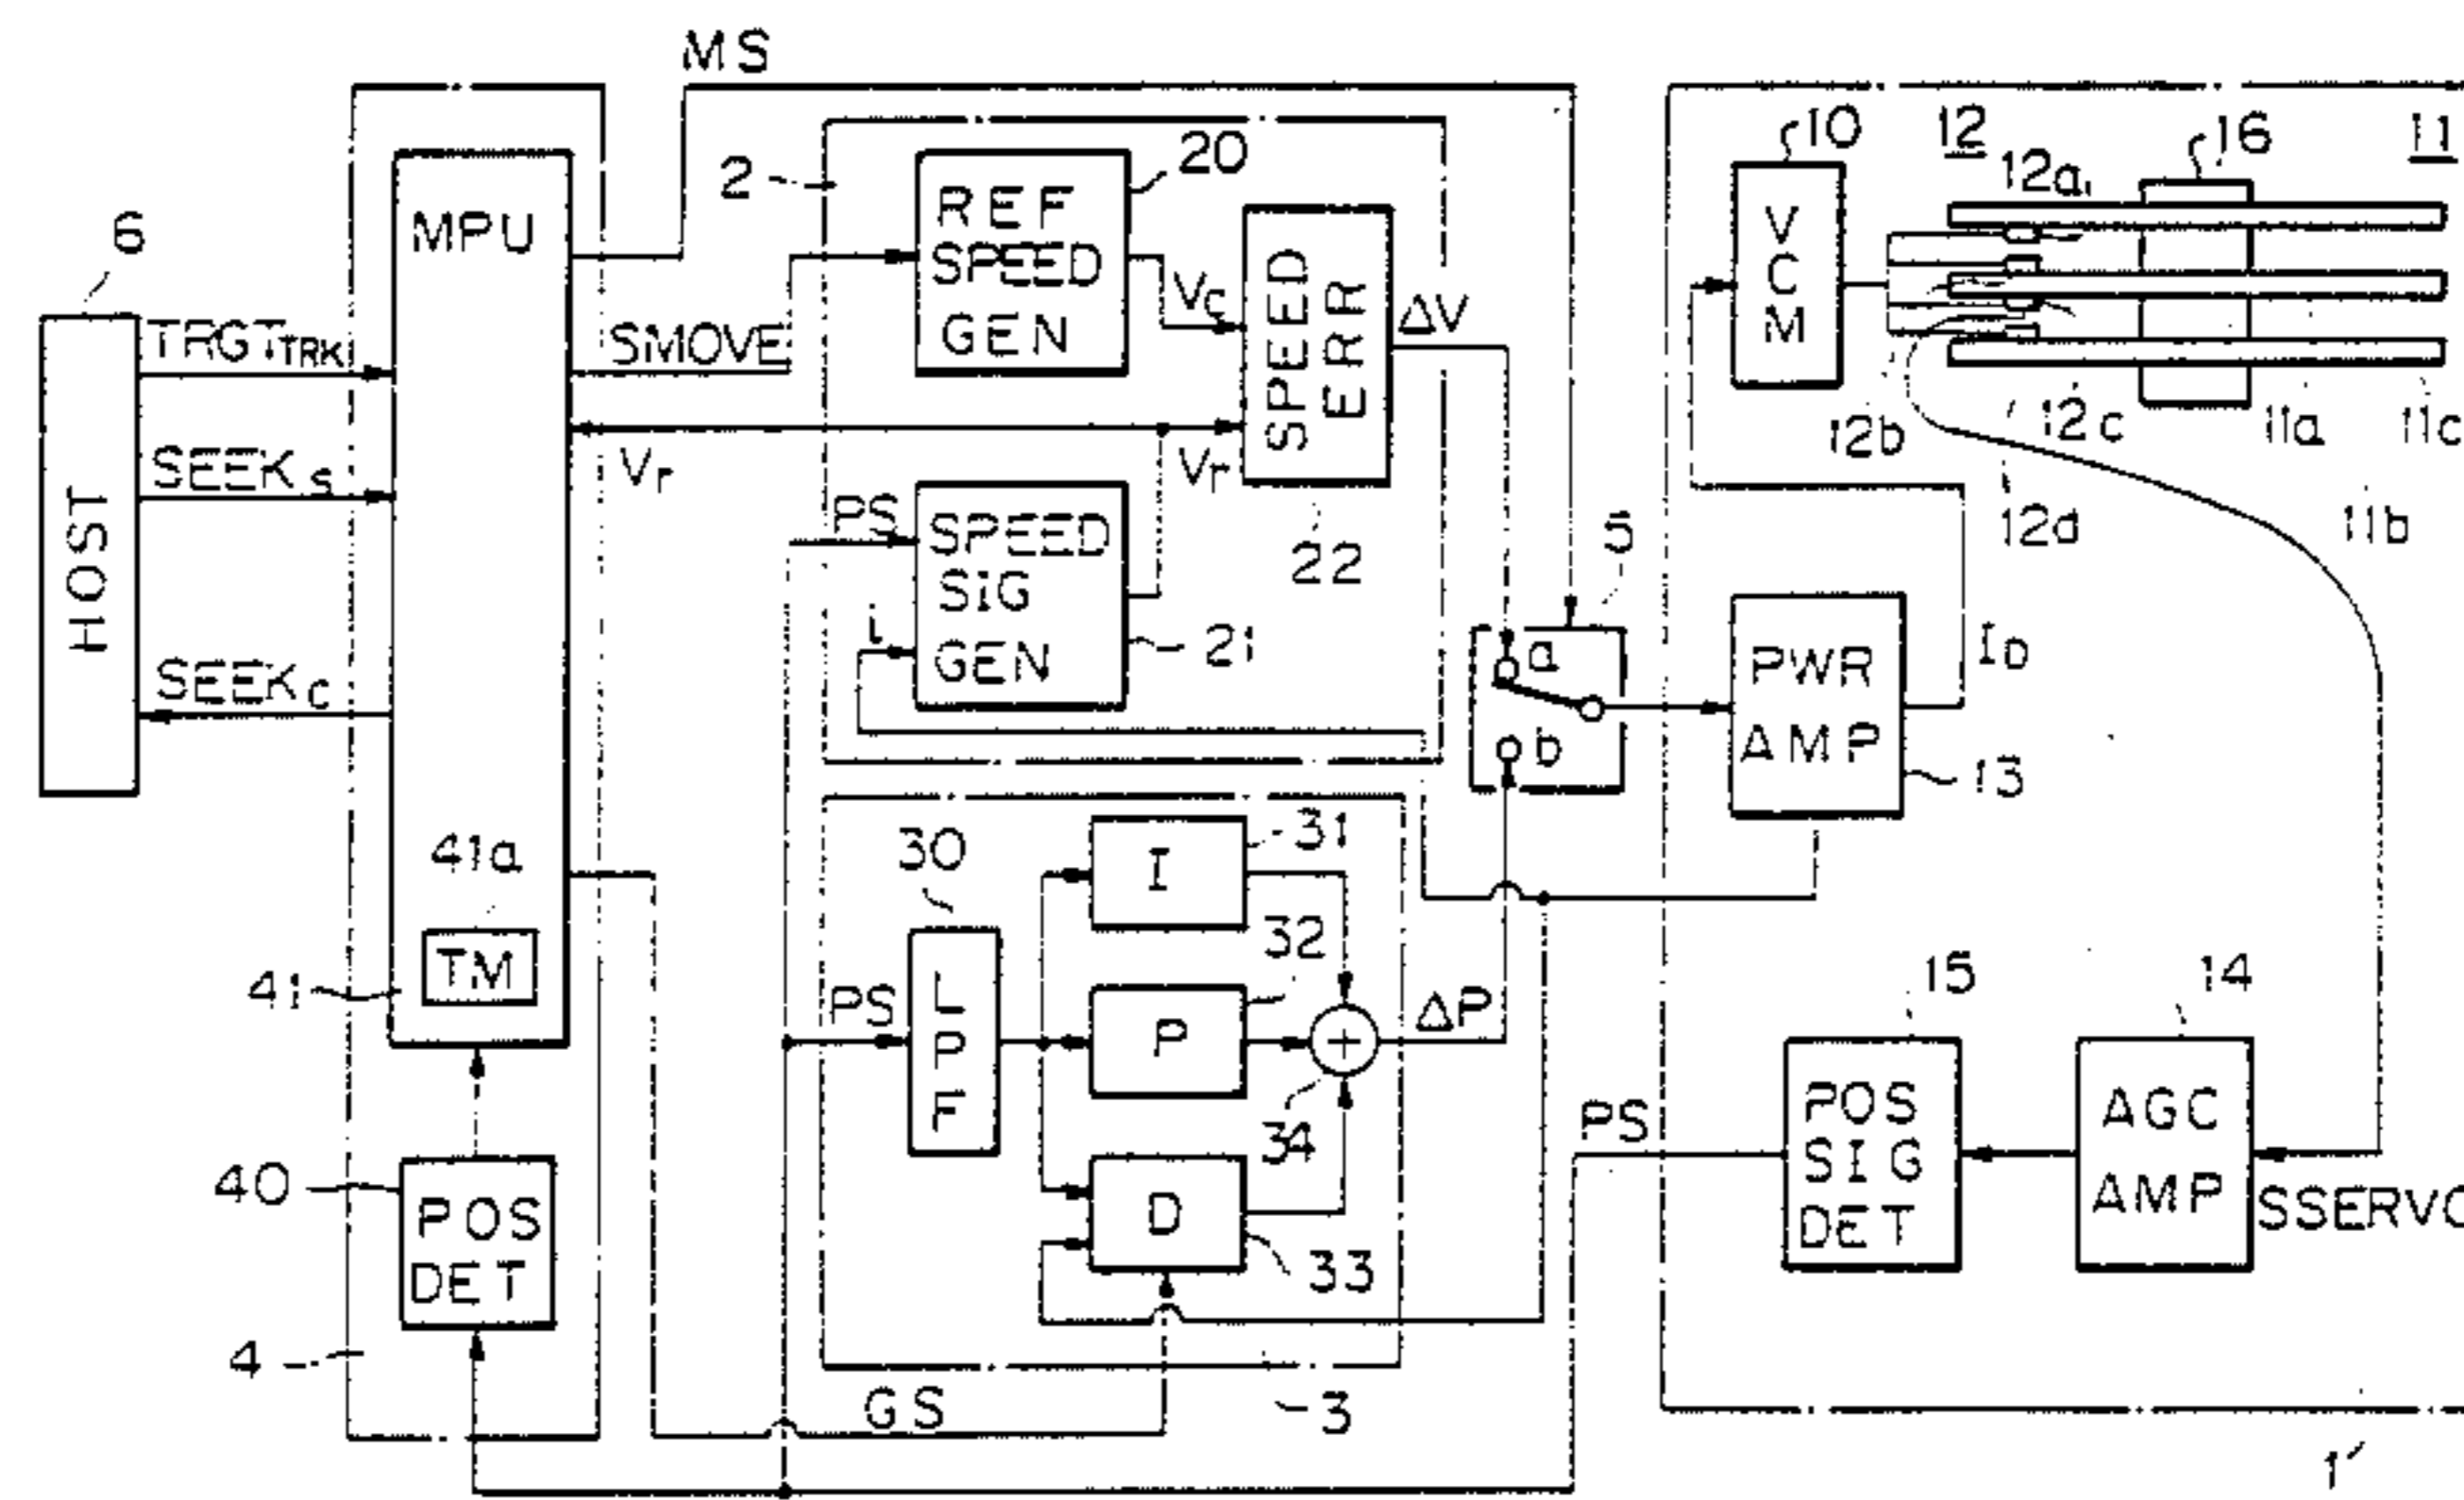 MS
10
12
16
11
2
20
12a1
6
MPU
REF
SPEED
GEN
VCM
VC
ΔV
SPEED
ERR
TRGTTRK
SMOVE
12b
12c
11a
11c
SEEKS
Vr
Vr
HOST
PS
SPEED
SIG
GEN
22
5
12d
11b
i
21
a
b
PWR
AMP
ID
SEEKC
13
41a
30
I
31
32
TM
41
PS
LPF
P
ΔP
15
14
34
PS
POS
SIG
DET
AGC
AMP
40
POS
DET
D
33
SSERVO
4
GS
3
1'